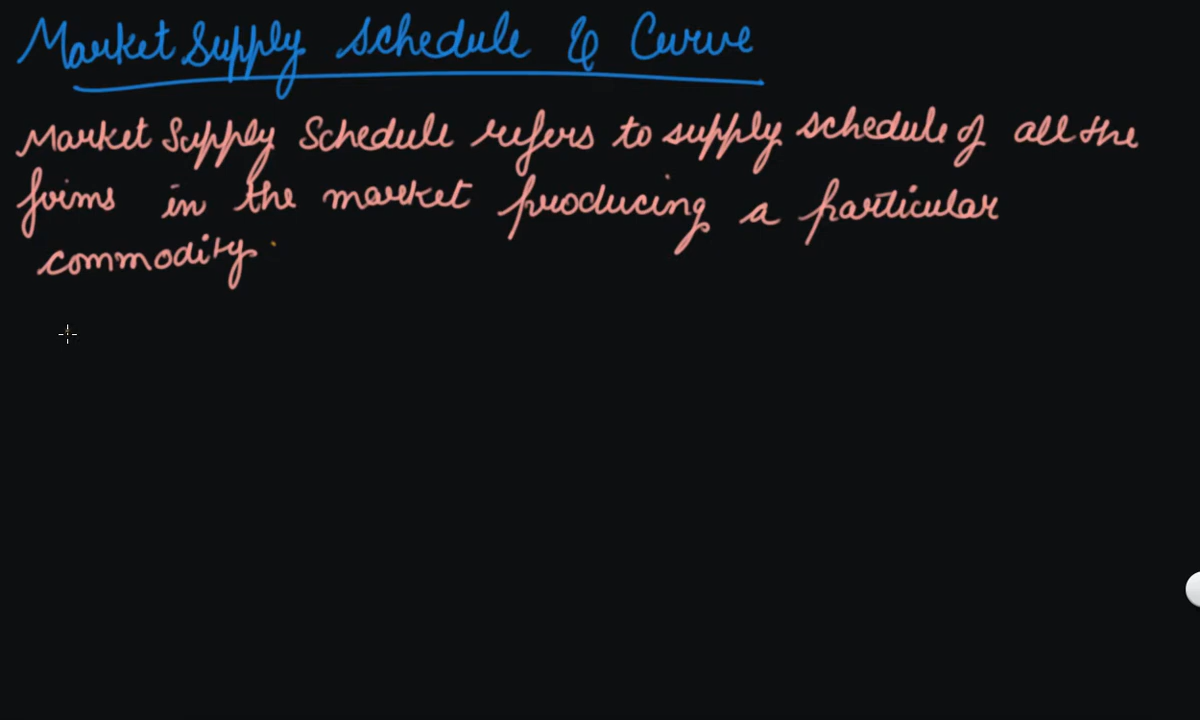 Market Supply Schedule & Curve
Market Supply Schedule refers to supply schedule of all the
firms in the market producing a particular
commodity.